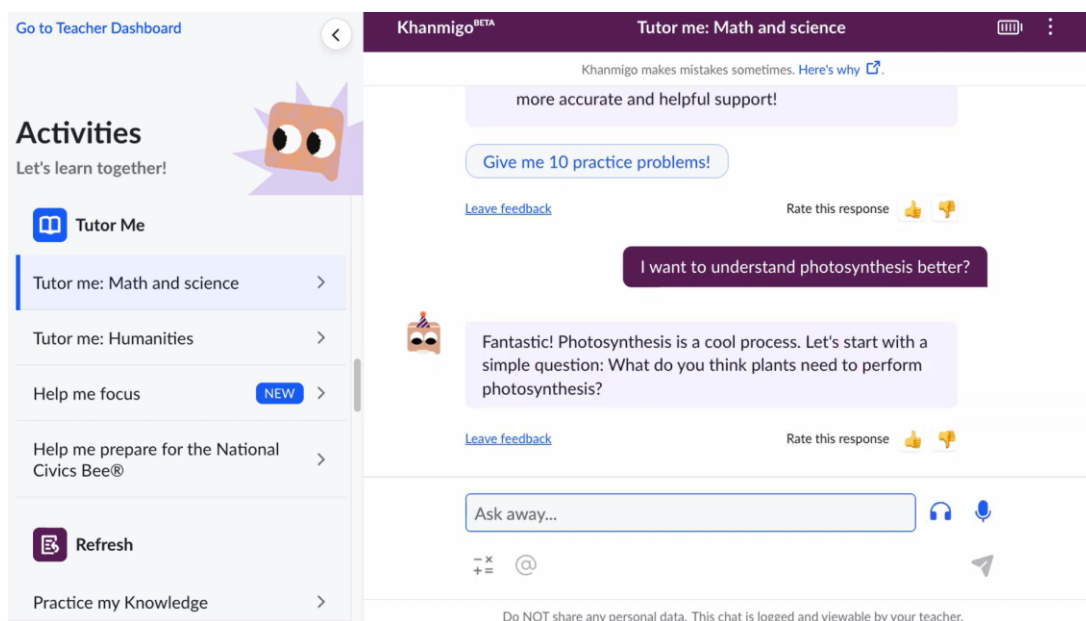 Go to Teacher Dashboard
Activities
Let's learn together!
Tutor Me
Tutor me: Math and science
Tutor me: Humanities
Help me focus
NEW
Help me prepare for the National
Civics Bee®
Refresh
Practice my Knowledge
KhanmigoBETA
Tutor me: Math and science
Khanmigo makes mistakes sometimes. Here's why.
more accurate and helpful support!
Give me 10 practice problems!
Leave feedback
Rate this response
I want to understand photosynthesis better?
Fantastic! Photosynthesis is a cool process. Let's start with a
simple question: What do you think plants need to perform
photosynthesis?
Leave feedback
Rate this response
Ask away...
Do NOT share any personal data. This chat is logged and viewable by your teacher.